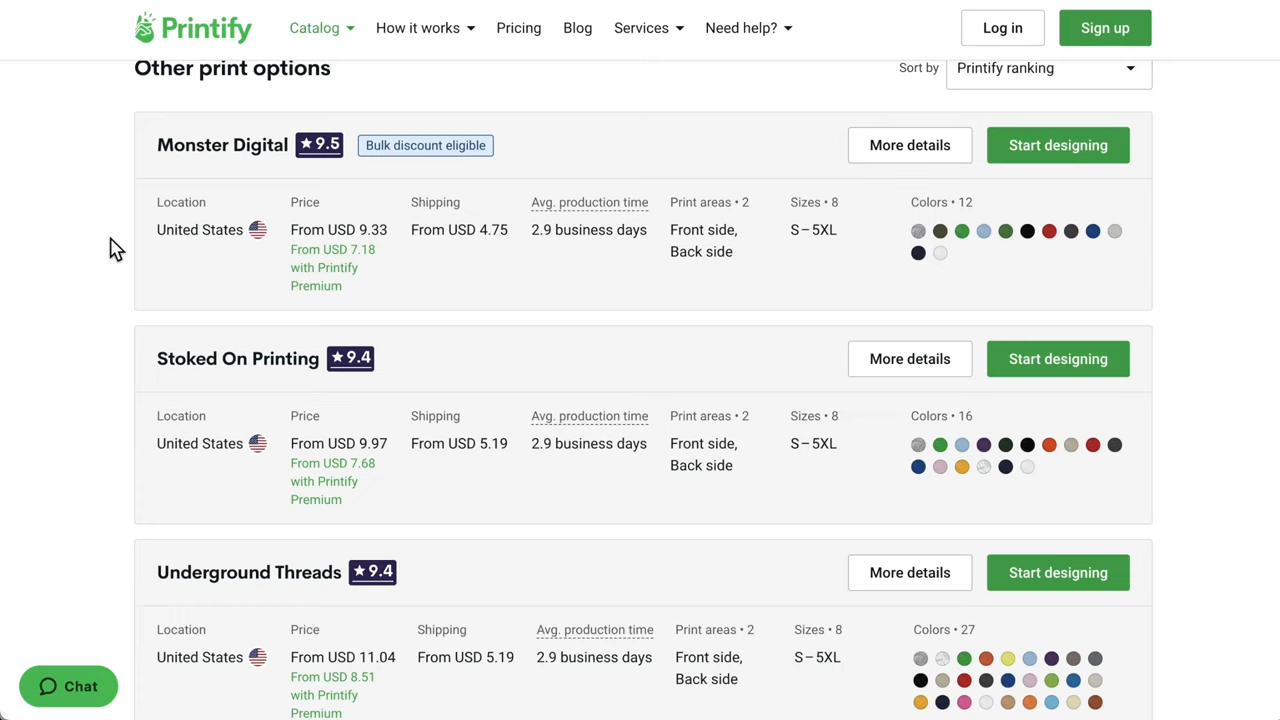 Printify
Catalog How it works Pricing Blog Services Need help? Log in Sign up
Other print options
Sort by Printify ranking
Monster Digital ★ 9.5 Bulk discount eligible More details Start designing
Location Price Shipping Avg. production time Print areas • 2 Sizes • 8 Colors • 12
United States From USD 9.33 From USD 4.75 2.9 business days Front side, S – 5XL
From USD 7.18 Back side
with Printify
Premium
Stoked On Printing ★ 9.4 More details Start designing
Location Price Shipping Avg. production time Print areas • 2 Sizes • 8 Colors • 16
United States From USD 9.97 From USD 5.19 2.9 business days Front side, S – 5XL
From USD 7.68 Back side
with Printify
Premium
Underground Threads ★ 9.4 More details Start designing
Location Price Shipping Avg. production time Print areas • 2 Sizes • 8 Colors • 27
United States From USD 11.04 From USD 5.19 2.9 business days Front side, S – 5XL
From USD 8.51 Back side
with Printify
Premium
Chat